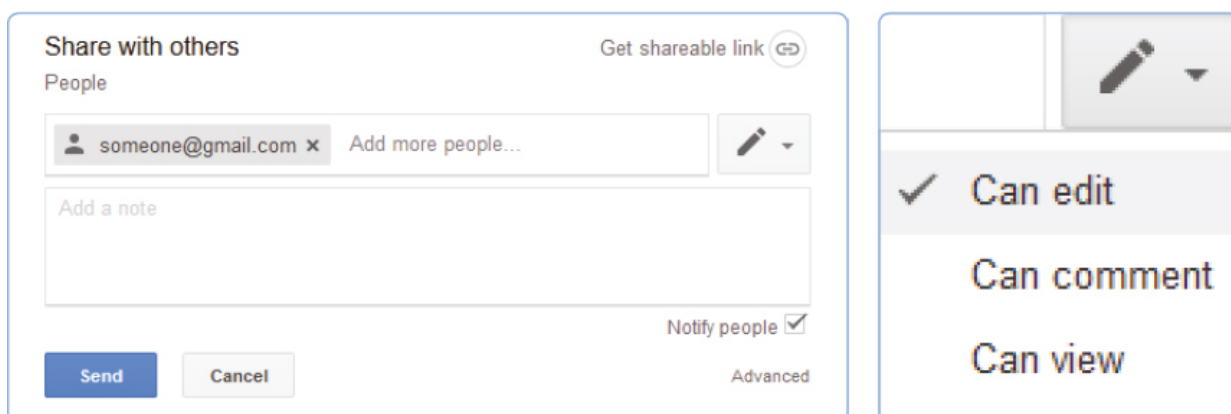 Share with others
Get shareable link
People
someone@gmail.com × Add more people...
Add a note
Notify people
Send Cancel Advanced
Can edit
Can comment
Can view